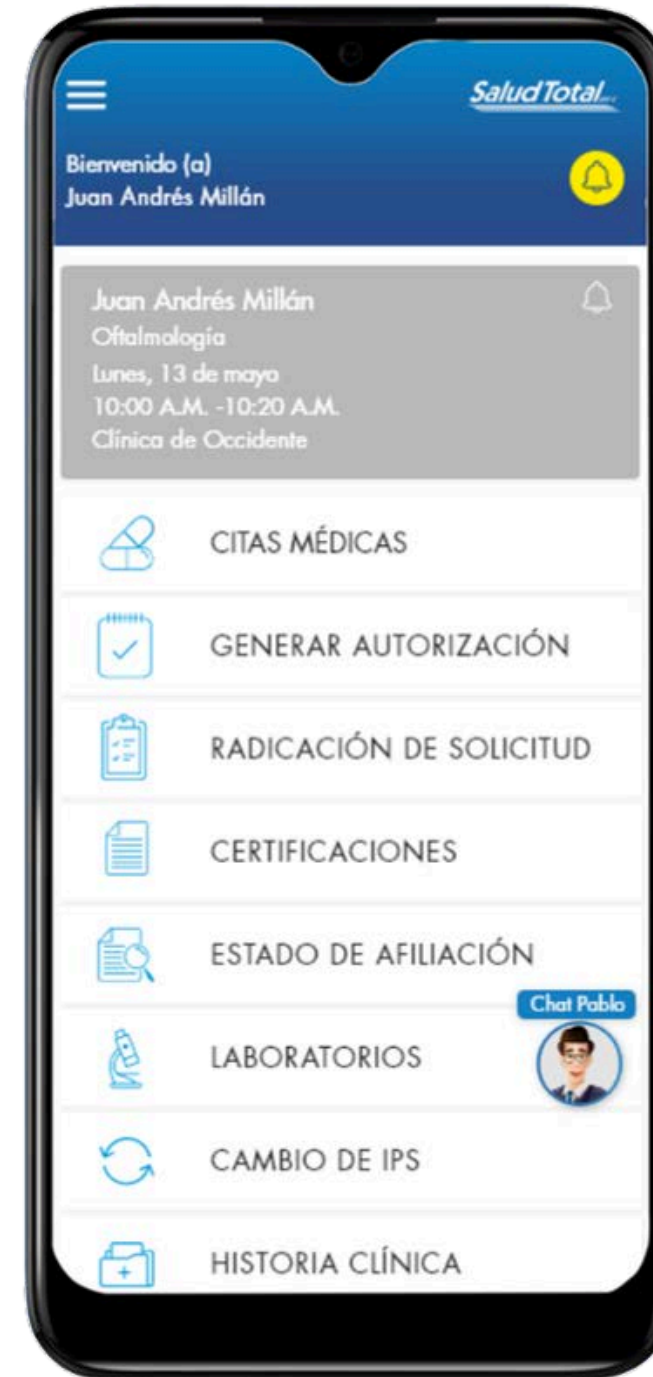 SaludTotal
Bienvenido (a)
Juan Andrés Millán
Juan Andrés Millán
Oftalmología
Lunes, 13 de mayo
10:00 A.M. -10:20 A.M.
Clínica de Occidente
CITAS MÉDICAS
GENERAR AUTORIZACIÓN
RADICACIÓN DE SOLICITUD
CERTIFICACIONES
ESTADO DE AFILIACIÓN
Chat Pablo
LABORATORIOS
CAMBIO DE IPS
HISTORIA CLÍNICA